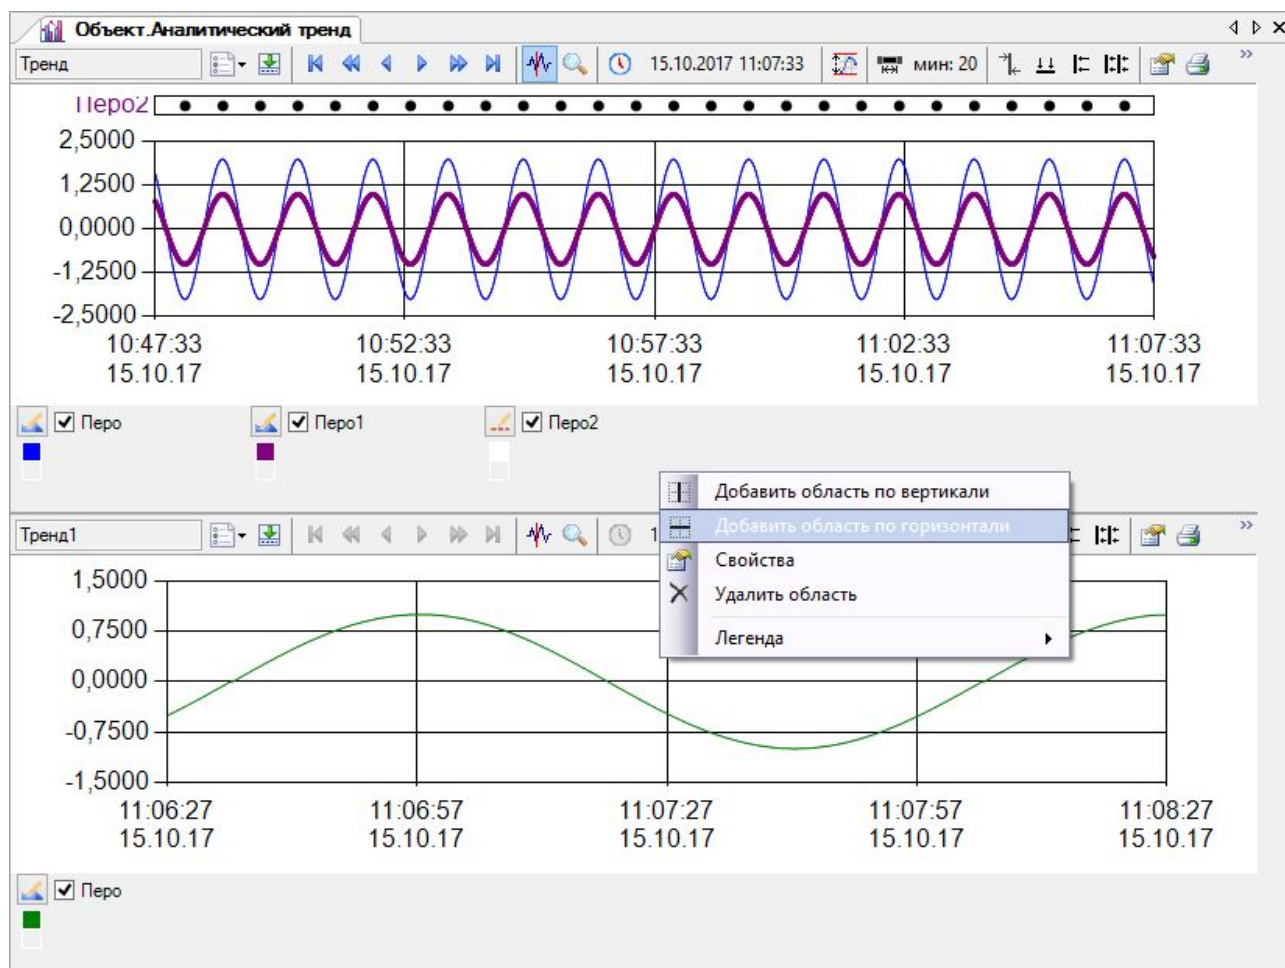 Объект.Аналитический тренд
Тренд 15.10.2017 11:07:33 мин: 20
Перо2
2,5000
1,2500
0,0000
-1,2500
-2,5000
10:47:33 10:52:33 10:57:33 11:02:33 11:07:33
15.10.17 15.10.17 15.10.17 15.10.17 15.10.17
Перо Перо1 Перо2
Добавить область по вертикали
Добавить область по горизонтали
Свойства
Удалить область
Легенда
Тренд1 1
1,5000
0,7500
0,0000
-0,7500
-1,5000
11:06:27 11:06:57 11:07:27 11:07:57 11:08:27
15.10.17 15.10.17 15.10.17 15.10.17 15.10.17
Перо